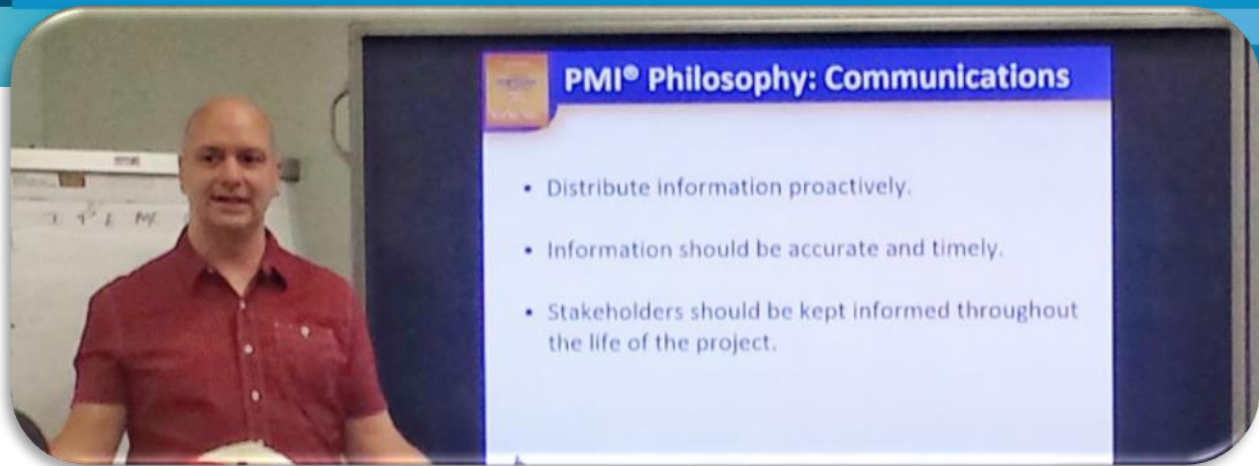 PMI® Philosophy: Communications
• Distribute information proactively.
• Information should be accurate and timely.
• Stakeholders should be kept informed throughout
the life of the project.